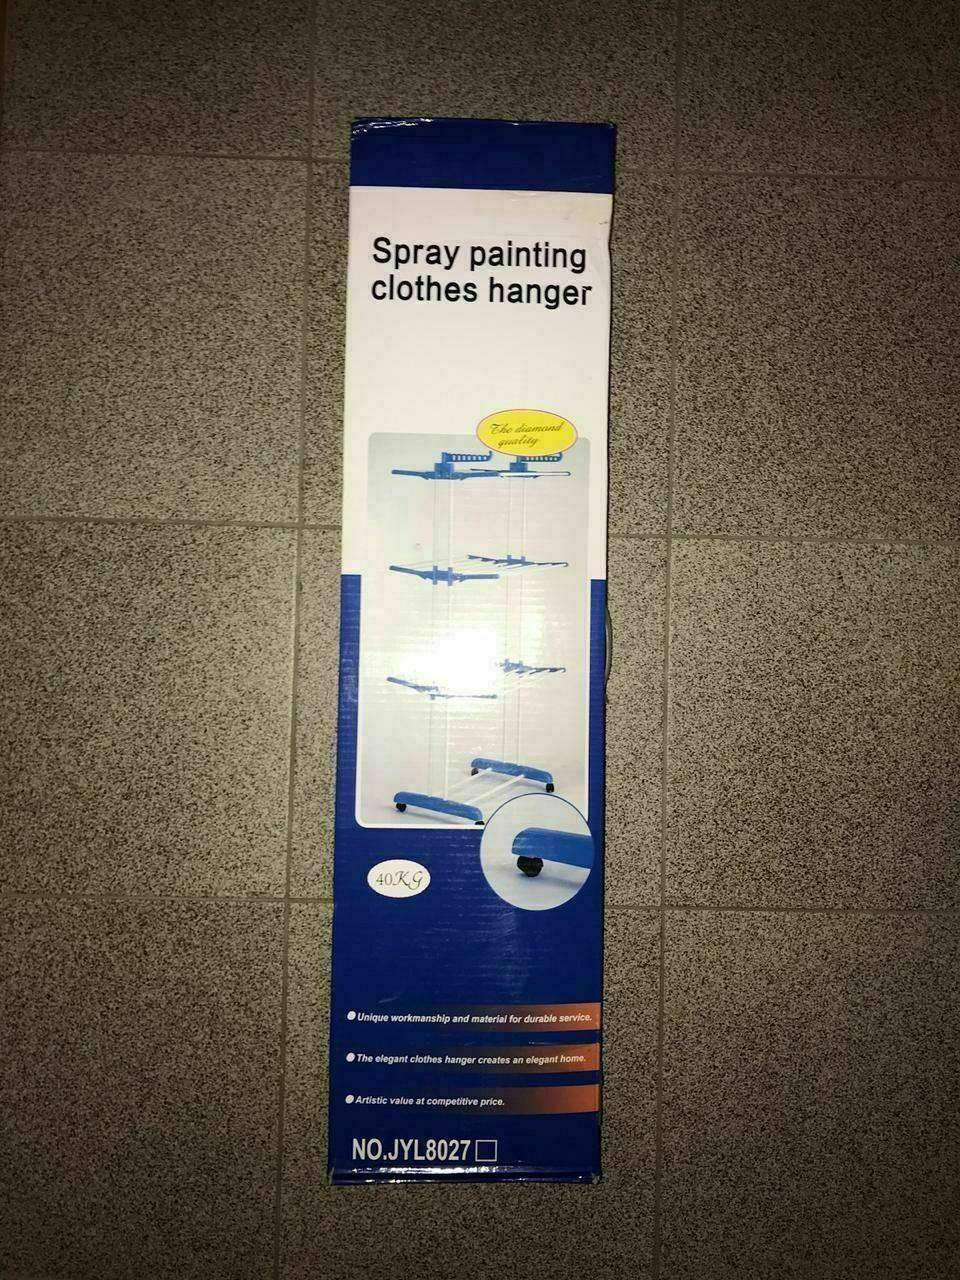 Spray painting
clothes hanger
The diamond
quality
40KG
Unique workmanship and material for durable service.
The elegant clothes hanger creates an elegant home.
Artistic value at competitive price.
NO.JYL8027